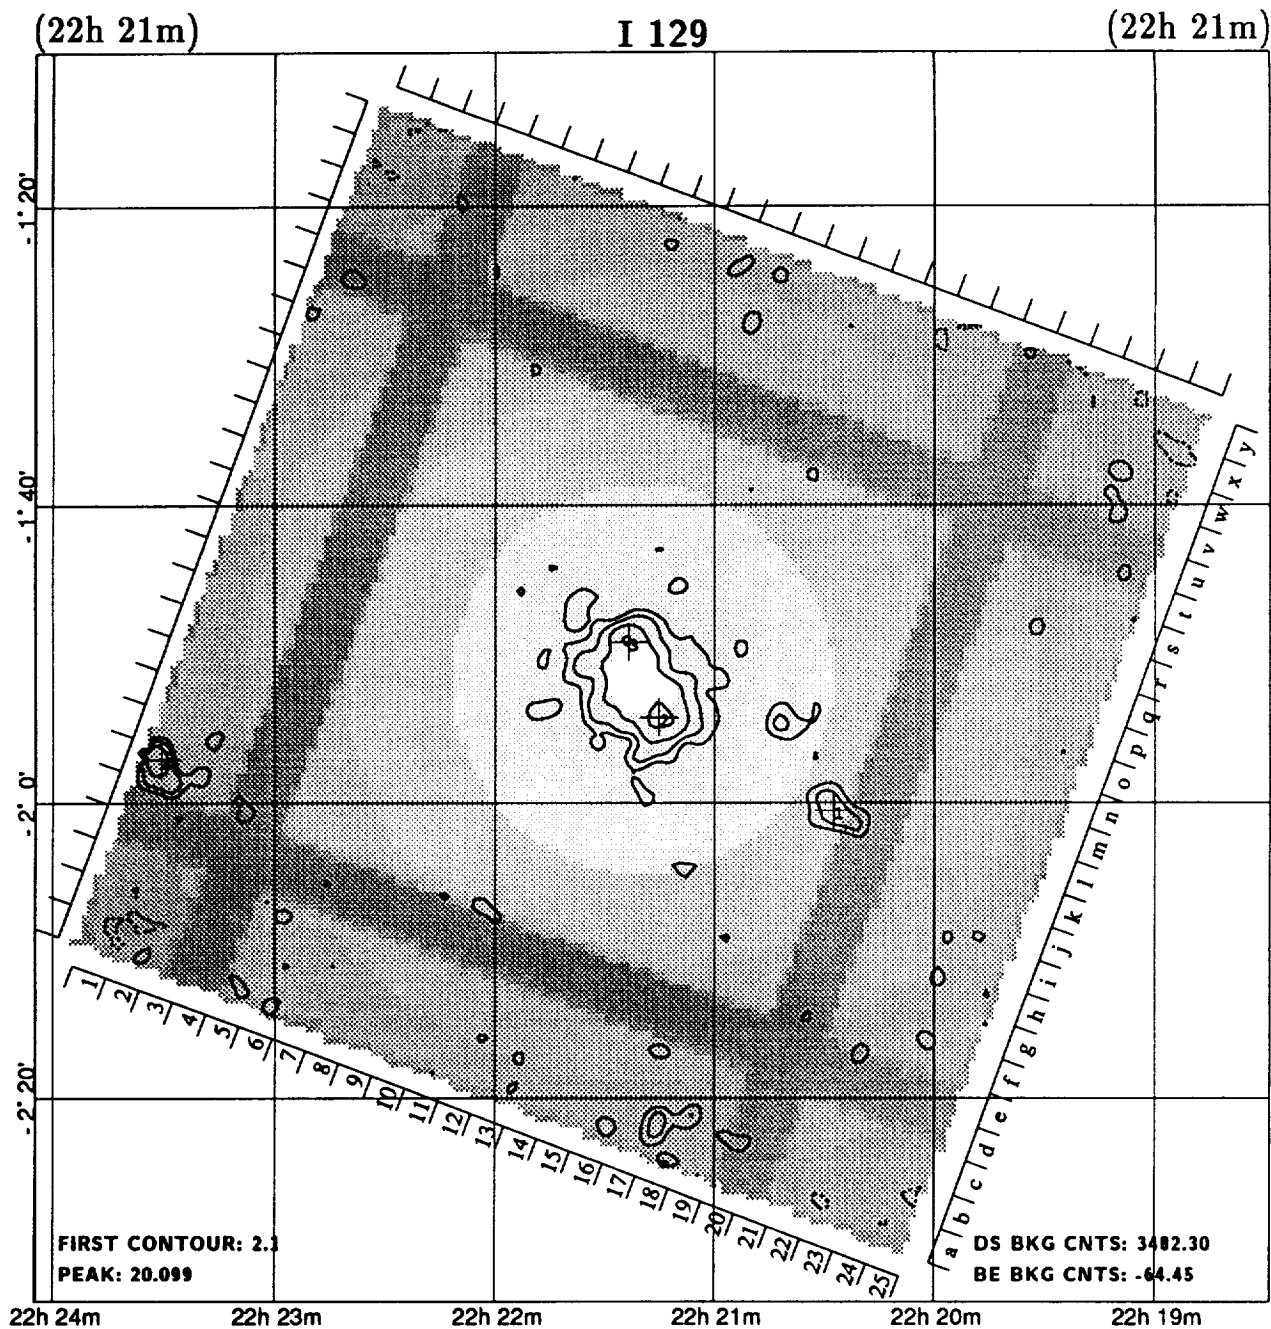 (22h 21m) I 129 (22h 21m)
-1° 20'
-1° 40'
-2° 0'
-2° 20'
a b c d e f g h i j k l m n o p q r s t u v w x y
1 2 3 4 5 6 7 8 9 10 11 12 13 14 15 16 17 18 19 20 21 22 23 24 25
FIRST CONTOUR: 2.1 DS BKG CNTS: 3482.30
PEAK: 20.099 BE BKG CNTS: -64.45
22h 24m 22h 23m 22h 22m 22h 21m 22h 20m 22h 19m